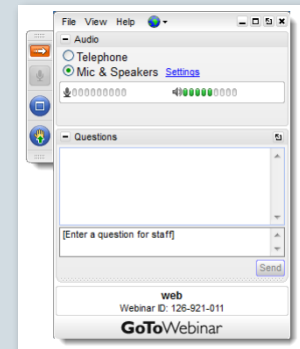 File View Help
Audio
Telephone
Mic & Speakers Settings
Questions
[Enter a question for staff]
Send
web
Webinar ID: 126-921-011
GoToWebinar